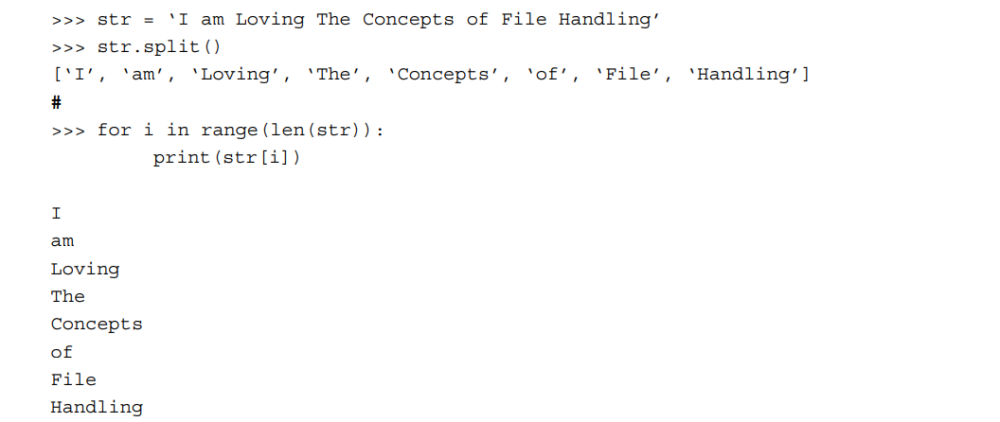 >>> str = ‘I am Loving The Concepts of File Handling’
>>> str.split()
[‘I’, ‘am’, ‘Loving’, ‘The’, ‘Concepts’, ‘of’, ‘File’, ‘Handling’]
#
>>> for i in range(len(str)):
print(str[i])
I
am
Loving
The
Concepts
of
File
Handling